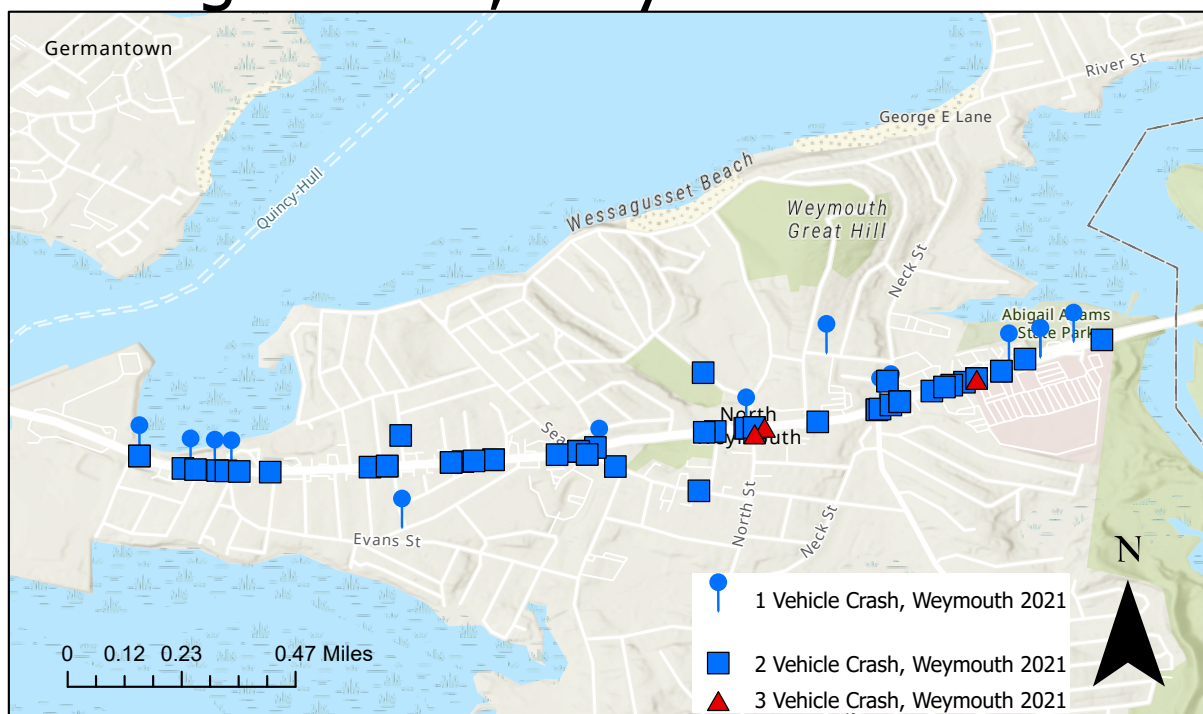 Germantown
River St
George E Lane
Quincy-Hull
Wessagusset Beach
Weymouth
Great Hill
Neck St
Abigail Adams
State Park
North
Weymouth
Evans St
North St
Neck St
N
1 Vehicle Crash, Weymouth 2021
0 0.12 0.23 0.47 Miles
2 Vehicle Crash, Weymouth 2021
3 Vehicle Crash, Weymouth 2021